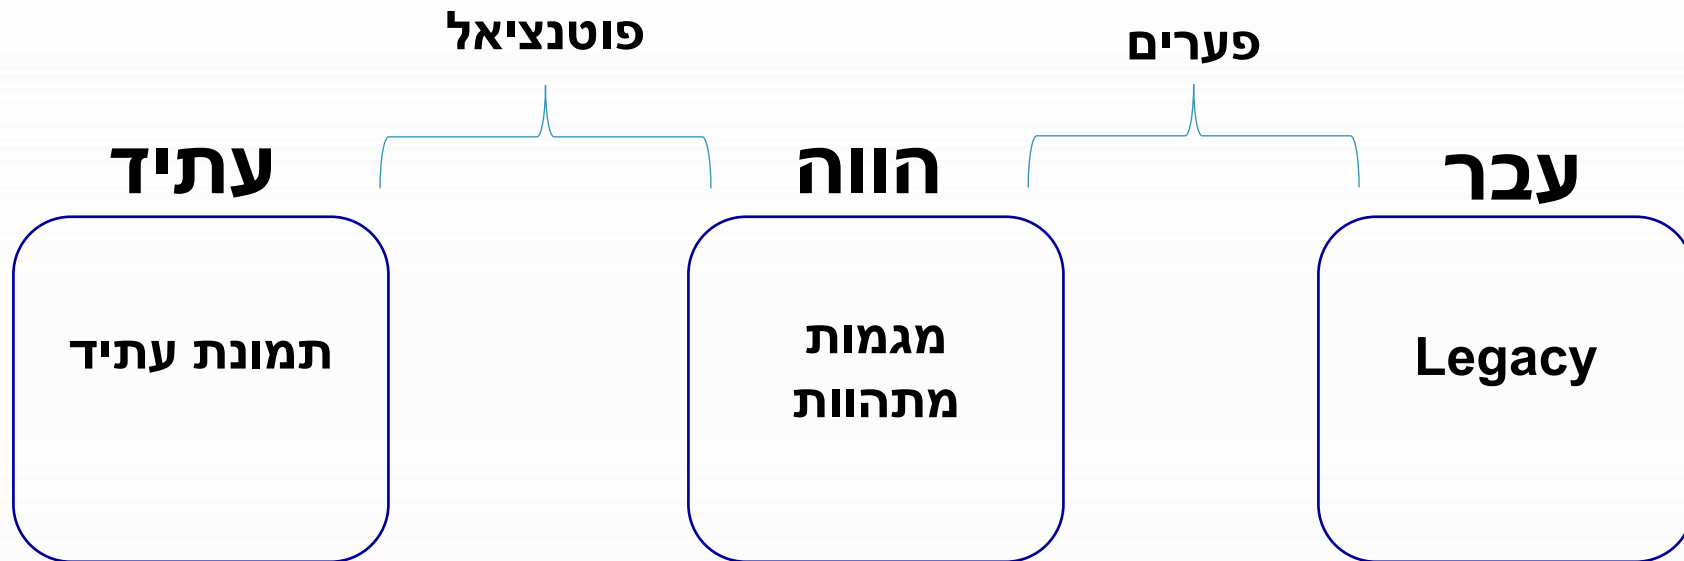 פערים
פוטנציאל
עבר
הווה
עתיד
Legacy
מגמות
מתהוות
תמונת עתיד